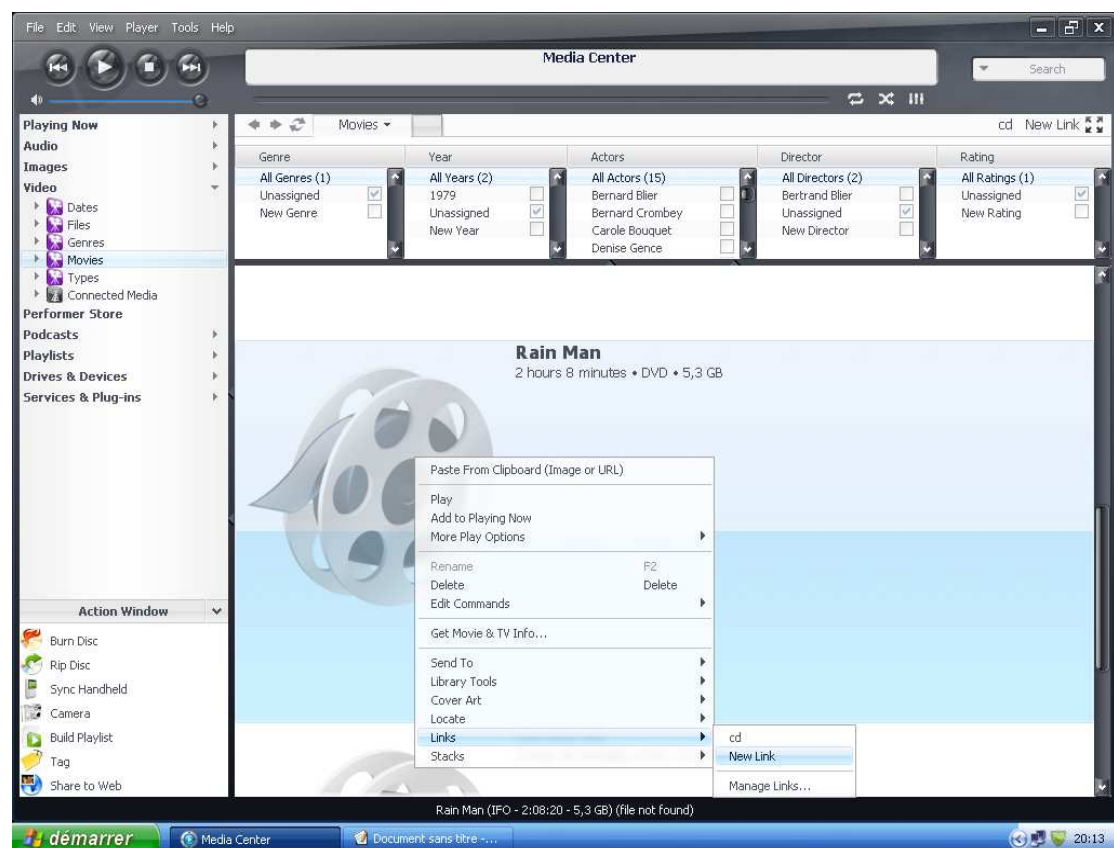 File Edit View Player Tools Help
Media Center
Search
Playing Now
Audio
Images
Video
Dates
Files
Genres
Movies
Types
Connected Media
Performer Store
Podcasts
Playlists
Drives & Devices
Services & Plug-ins
Movies
cd New Link
Genre Year Actors Director Rating
All Genres (1) All Years (2) All Actors (15) All Directors (2) All Ratings (1)
Unassigned 1979 Bernard Blier Bertrand Blier Unassigned
New Genre Unassigned Bernard Crombey Unassigned New Rating
New Year Carole Bouquet New Director
Denise Gence
Rain Man
2 hours 8 minutes • DVD • 5,3 GB
Paste From Clipboard (Image or URL)
Play
Add to Playing Now
More Play Options
Rename F2
Delete Delete
Edit Commands
Get Movie & TV Info...
Send To
Library Tools
Cover Art
Locate
Links
Stacks
cd
New Link
Manage Links...
Action Window
Burn Disc
Rip Disc
Sync Handheld
Camera
Build Playlist
Tag
Share to Web
Rain Man (IFO - 2:08:20 - 5,3 GB) (file not found)
démarrer Media Center Document sans titre -... 20:13